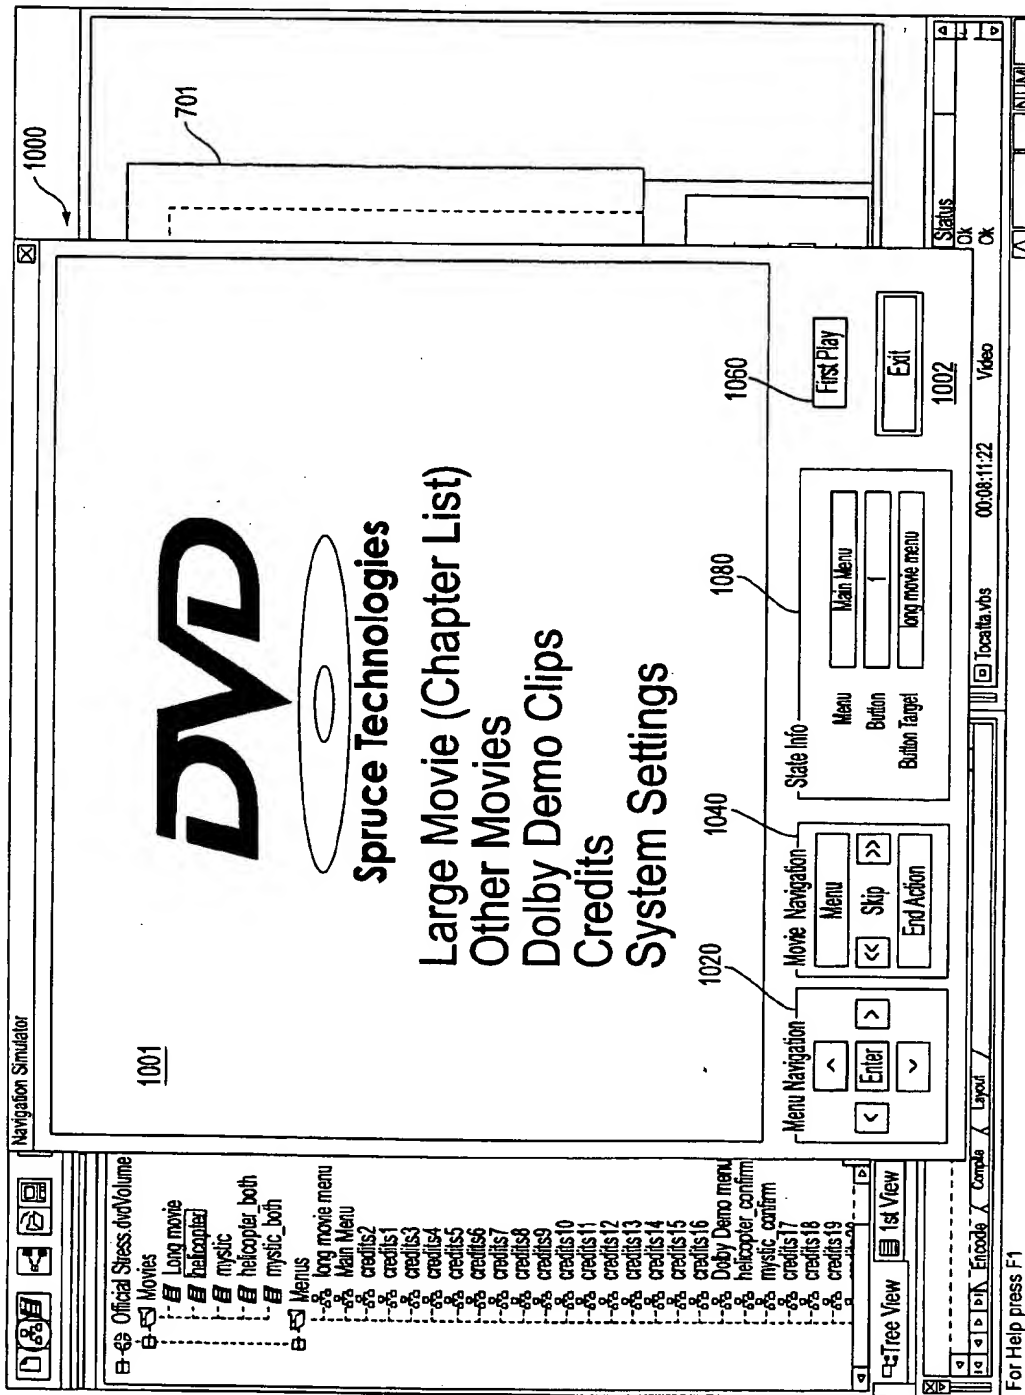 1000
701
Navigation Simulator
Official Stress.dvdVolume
Movies
Long movie
helicopter
mystic
helicopter_both
mystic_both
Menus
long movie menu
Main Menu
credits2
credits1
credits3
credits4
credits5
credits6
credits7
credits8
credits9
credits10
credits11
credits12
credits13
credits14
credits15
credits16
Dolby Demo menu
helicopter_confirm
mystic_confirm
credits17
credits18
credits19
Tree View
1st View
1001
DVD
Spruce Technologies
Large Movie (Chapter List)
Other Movies
Dolby Demo Clips
Credits
System Settings
1020
1040
1080
1060
Menu Navigation
<
^
Enter
v
>
Movie Navigation
Menu
<< Skip >>
End Action
State Info
Menu Main Menu
Button 1
Button Target long movie menu
First Play
Exit
1002
Status
Ok
Ok
Encode
Compile
Layout
Tocatta.vbs 00:08:11:22 Video
For Help press F1
NUM